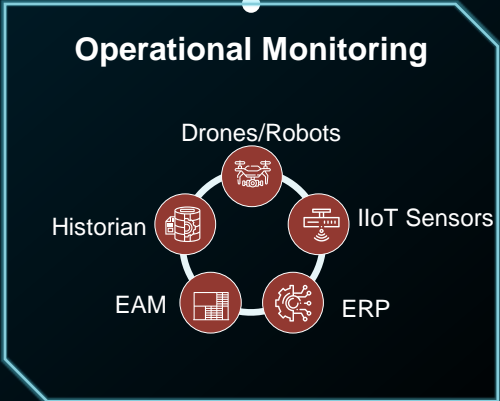 Operational Monitoring
Drones/Robots
Historian
IIoT Sensors
EAM
ERP